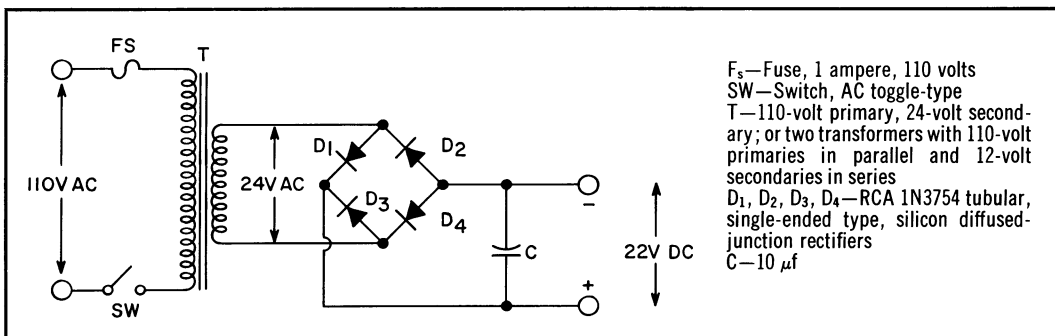 FS
T
110V AC
SW
24V AC
D1
D2
D3
D4
C
−
+
22V DC
Fs—Fuse, 1 ampere, 110 volts
SW—Switch, AC toggle-type
T—110-volt primary, 24-volt second-
ary; or two transformers with 110-volt
primaries in parallel and 12-volt
secondaries in series
D1, D2, D3, D4—RCA 1N3754 tubular,
single-ended type, silicon diffused-
junction rectifiers
C—10 μf